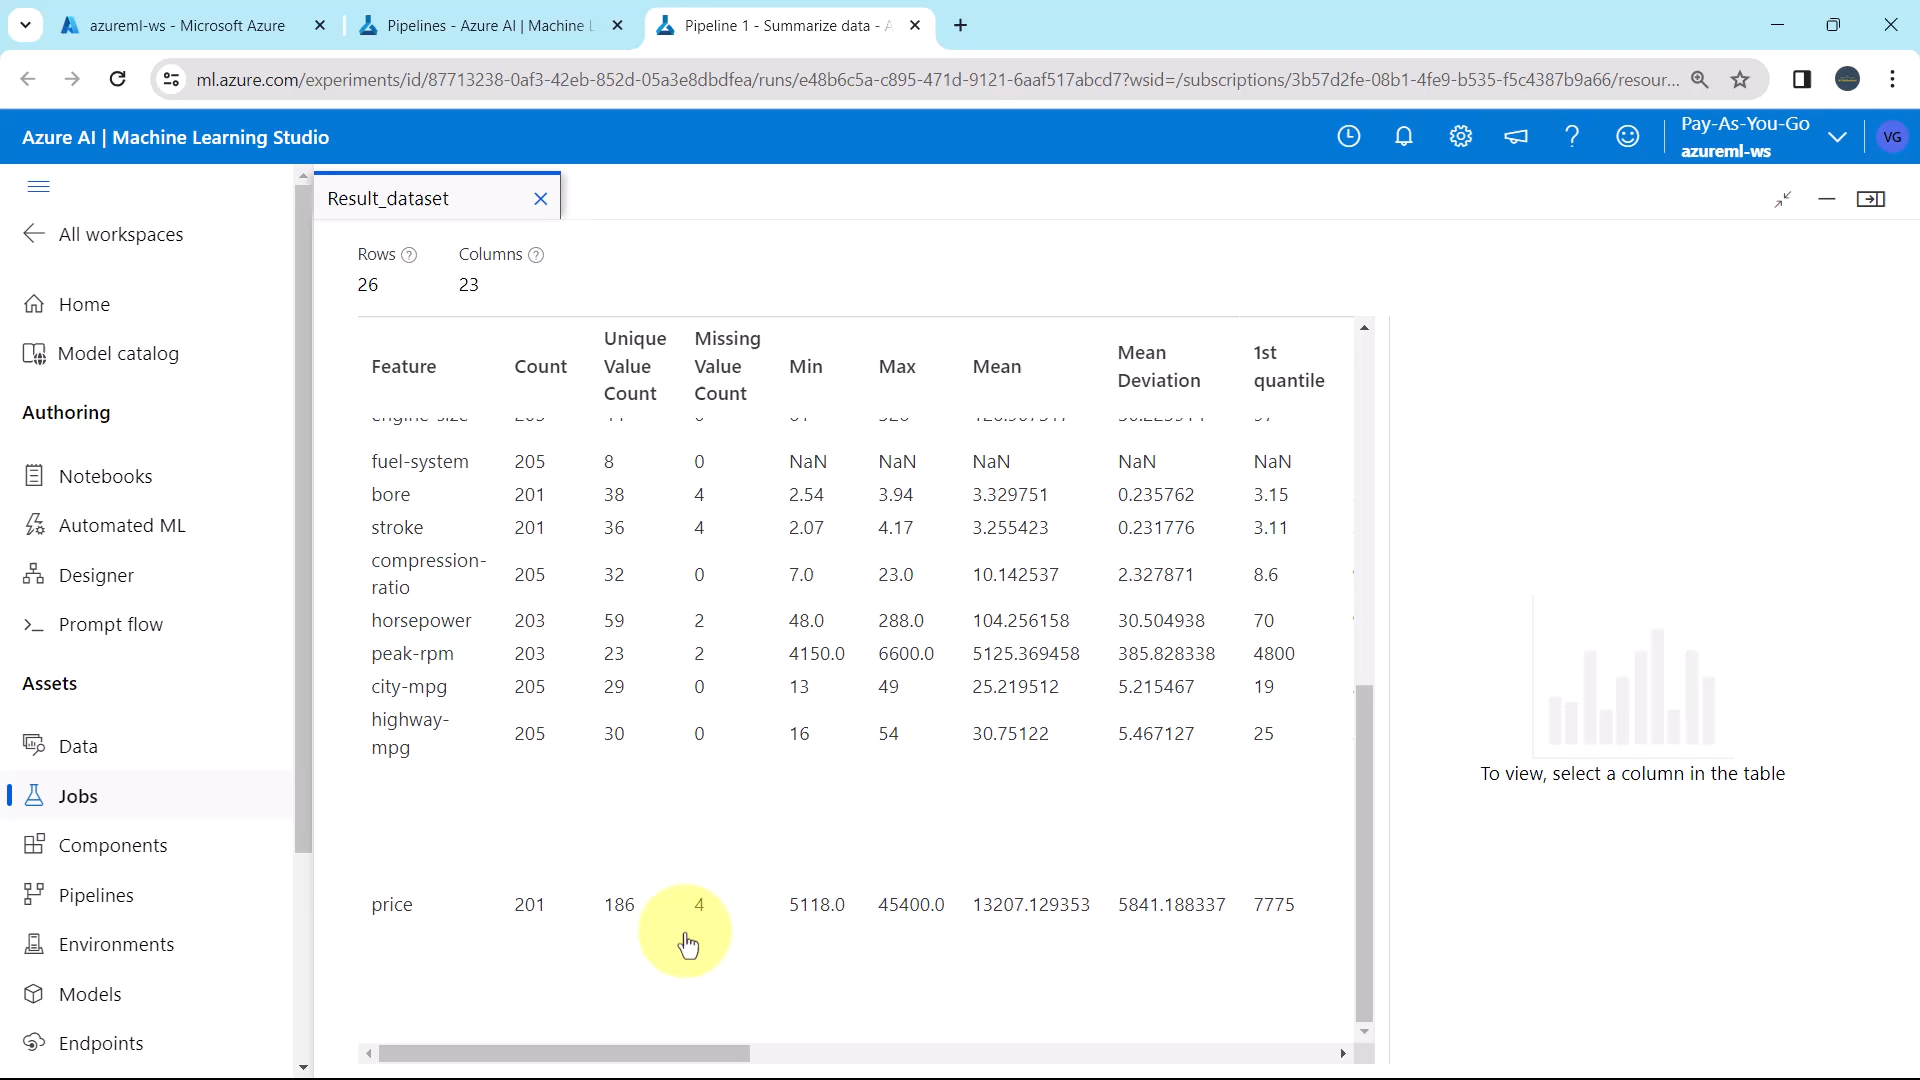 azureml-ws - Microsoft Azure
Pipelines - Azure AI | Machine L
Pipeline 1 - Summarize data - A
ml.azure.com/experiments/id/87713238-0af3-42eb-852d-05a3e8dbdfea/runs/e48b6c5a-c895-471d-9121-6aaf517abcd7?wsid=/subscriptions/3b57d2fe-08b1-4fe9-b535-f5c4387b9a66/resour...
Azure AI | Machine Learning Studio
Pay-As-You-Go
azureml-ws
VG
All workspaces
Home
Model catalog
Authoring
Notebooks
Automated ML
Designer
Prompt flow
Assets
Data
Jobs
Components
Pipelines
Environments
Models
Endpoints
Result_dataset
Rows Columns
26 23
Feature Count Unique Value Count Missing Value Count Min Max Mean Mean Deviation 1st quantile
fuel-system 205 8 0 NaN NaN NaN NaN NaN
bore 201 38 4 2.54 3.94 3.329751 0.235762 3.15
stroke 201 36 4 2.07 4.17 3.255423 0.231776 3.11
compression-ratio 205 32 0 7.0 23.0 10.142537 2.327871 8.6
horsepower 203 59 2 48.0 288.0 104.256158 30.504938 70
peak-rpm 203 23 2 4150.0 6600.0 5125.369458 385.828338 4800
city-mpg 205 29 0 13 49 25.219512 5.215467 19
highway-mpg 205 30 0 16 54 30.75122 5.467127 25
price 201 186 4 5118.0 45400.0 13207.129353 5841.188337 7775
To view, select a column in the table